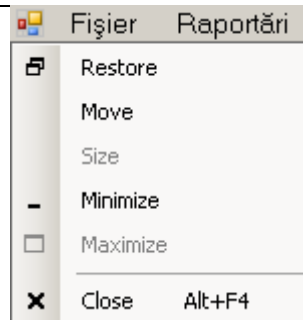 Fişier Raportări
Restore
Move
Size
Minimize
Maximize
Close Alt+F4